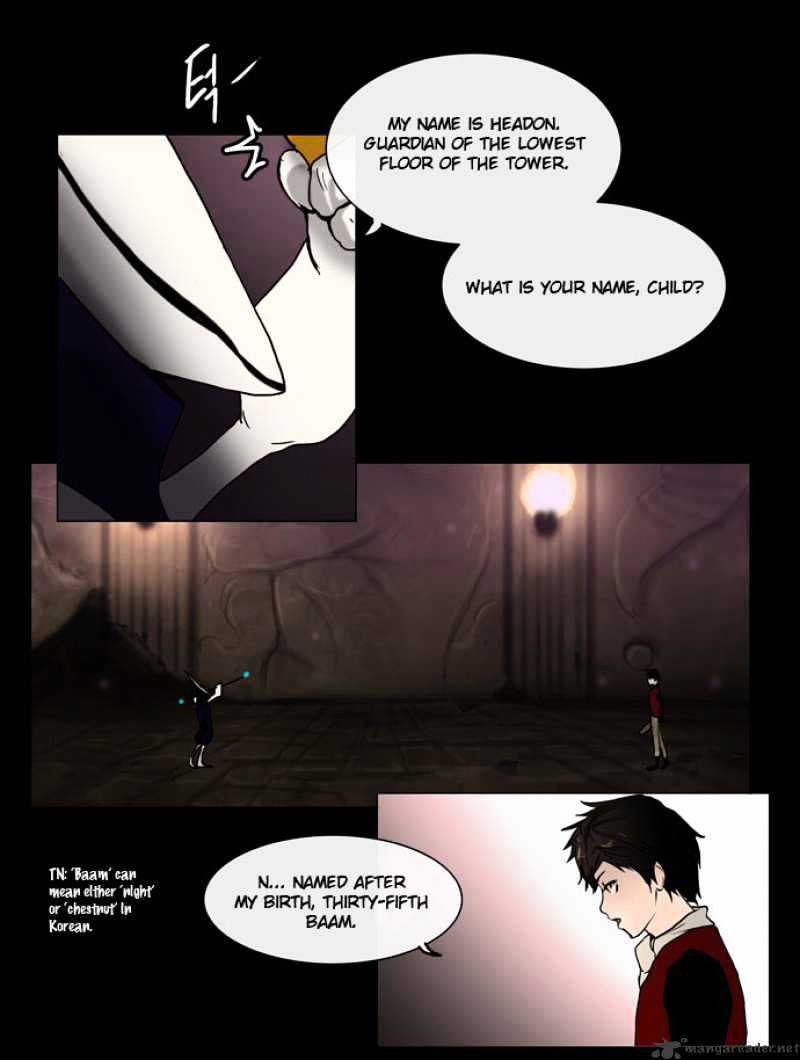 턱
MY NAME IS HEADON.
GUARDIAN OF THE LOWEST
FLOOR OF THE TOWER.
WHAT IS YOUR NAME, CHILD?
TN: 'Baam' can
mean either 'night'
or 'chestnut' in
Korean.
N... NAMED AFTER
MY BIRTH, THIRTY-FIFTH
BAAM.
mangareader.net